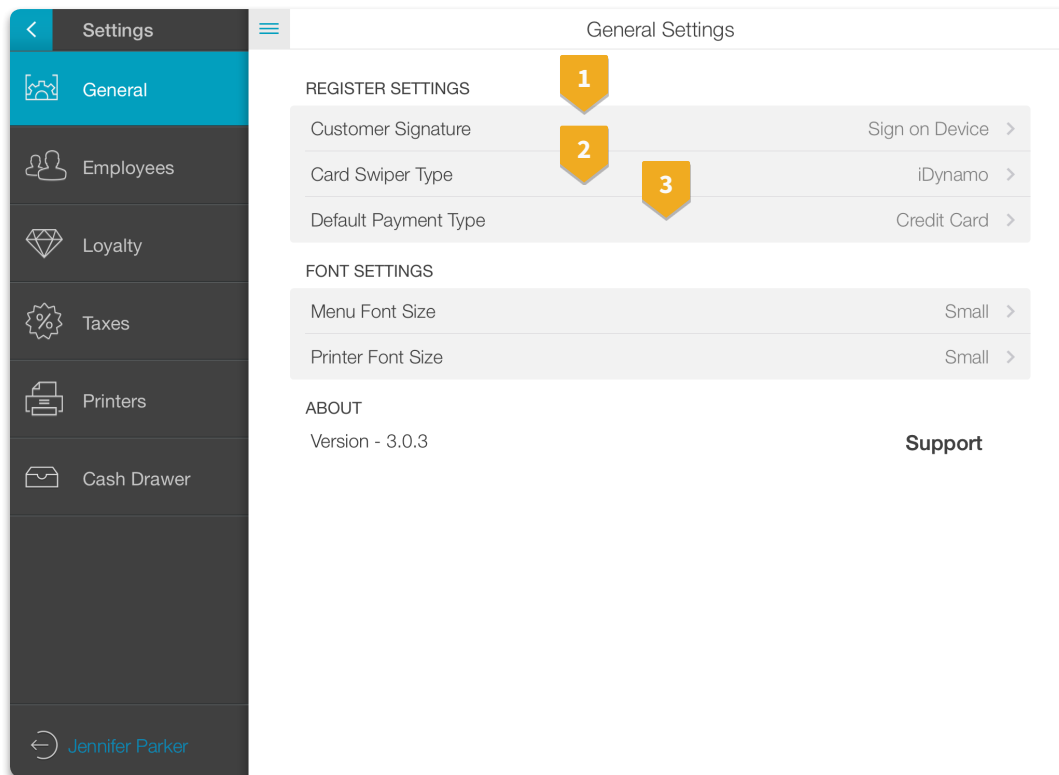 Settings
General Settings
General
Employees
Loyalty
Taxes
Printers
Cash Drawer
Jennifer Parker
REGISTER SETTINGS
1
Customer Signature Sign on Device
2
Card Swiper Type iDynamo
3
Default Payment Type Credit Card
FONT SETTINGS
Menu Font Size Small
Printer Font Size Small
ABOUT
Version - 3.0.3 Support